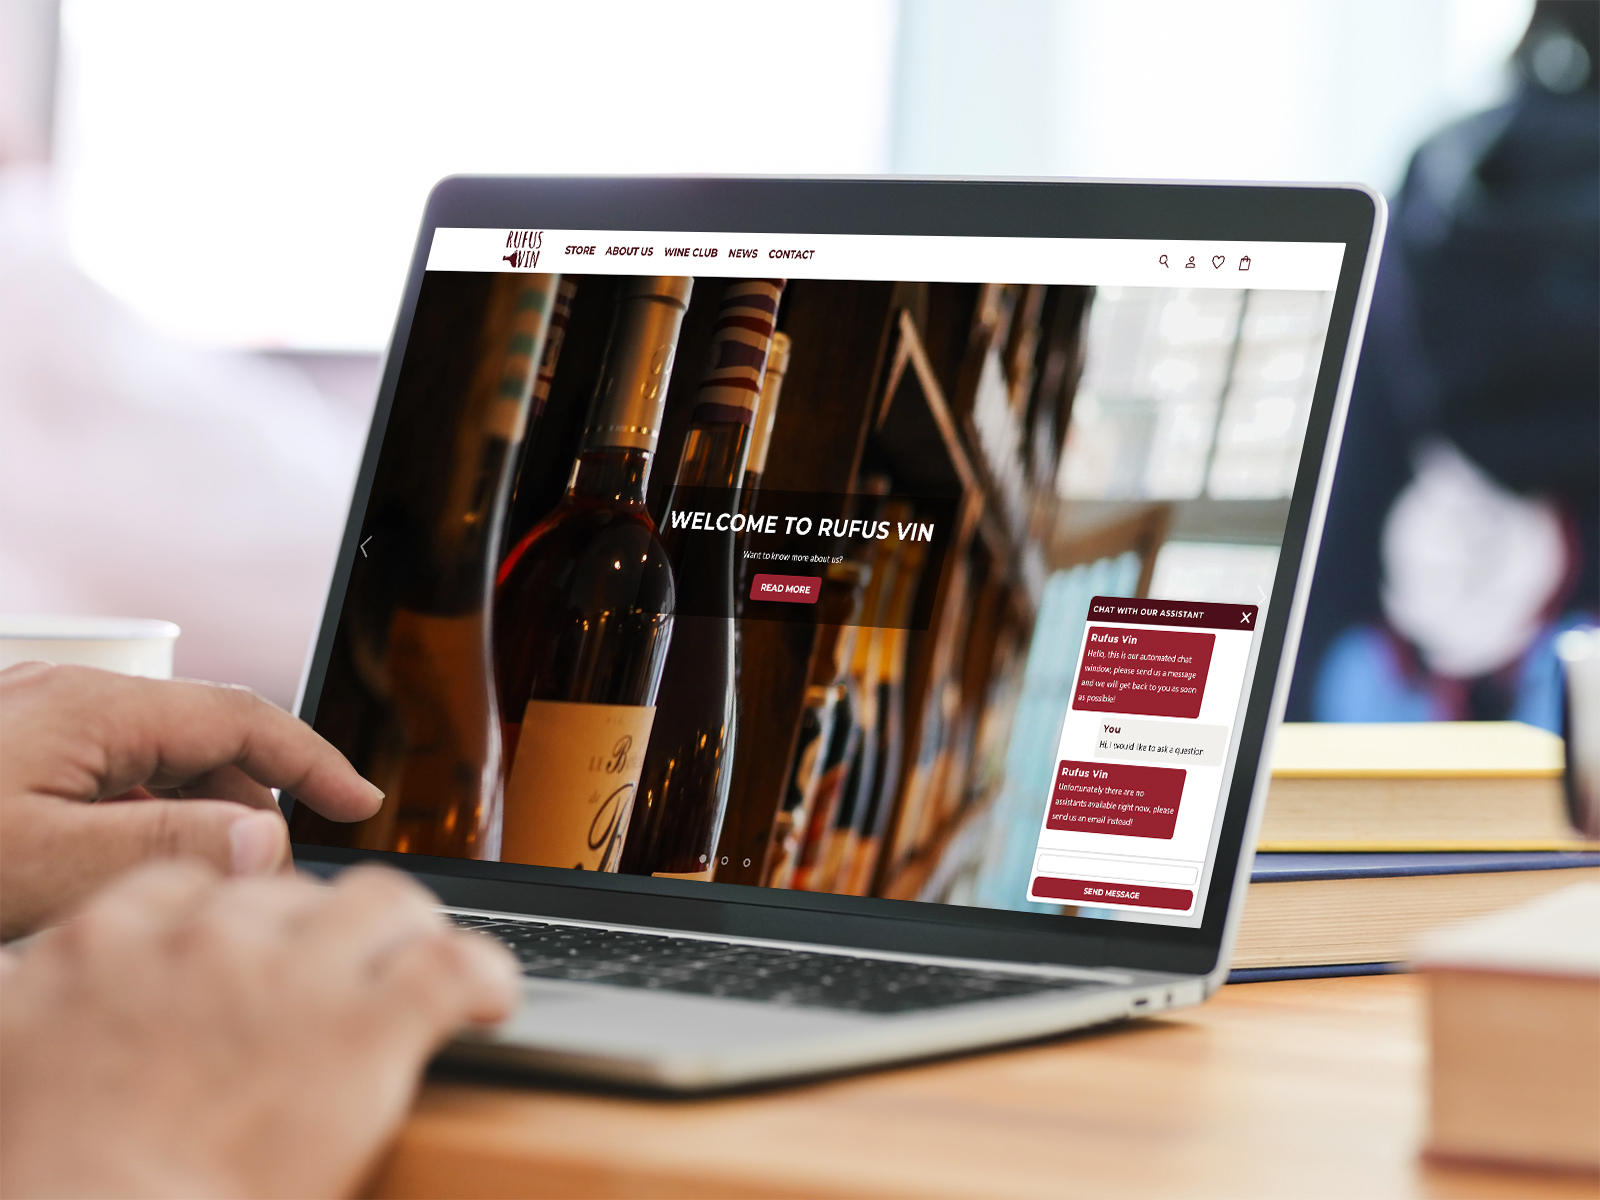 RUFUS
VIN
STORE ABOUT US WINE CLUB NEWS CONTACT
WELCOME TO RUFUS VIN
Want to know more about us?
READ MORE
LE
B
CHAT WITH OUR ASSISTANT
Rufus Vin
Hello, this is our automated chat
window, please send us a message
and we will get back to you as soon
as possible!
You
Hi, I would like to ask a question
Rufus Vin
Unfortunately there are no
assistants available right now, please
send us an email instead!
SEND MESSAGE